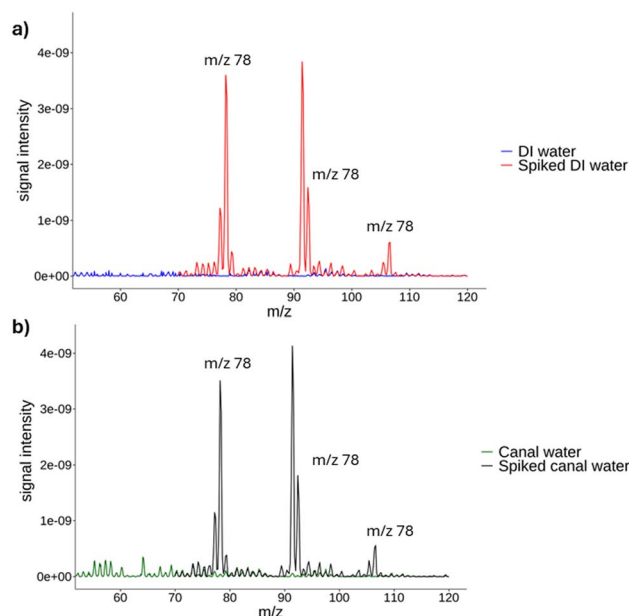 a)
4e-09
3e-09
2e-09
1e-09
0e+00
signal intensity
m/z 78
m/z 78
m/z 78
60
70
80
90
100
110
120
m/z
DI water
Spiked DI water
b)
4e-09
3e-09
2e-09
1e-09
0e+00
signal intensity
m/z 78
m/z 78
m/z 78
60
70
80
90
100
110
120
m/z
Canal water
Spiked canal water